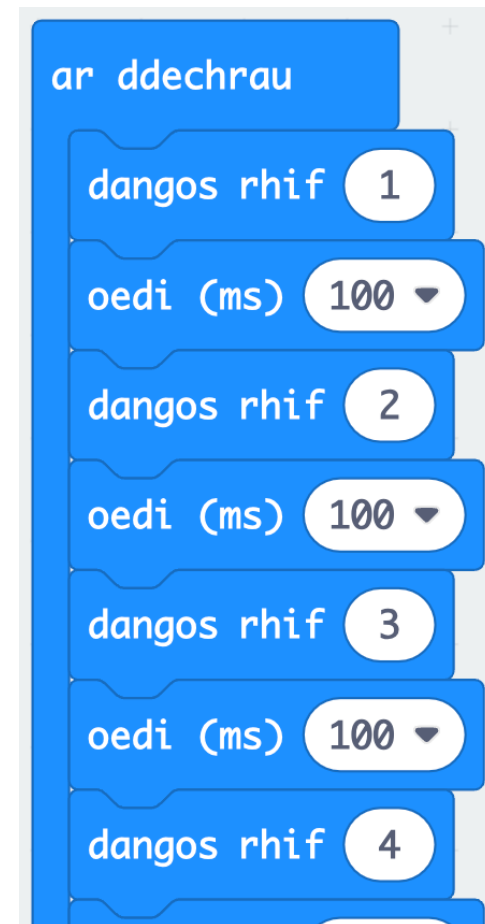 ar ddechrau
dangos rhif 1
oedi (ms) 100
dangos rhif 2
oedi (ms) 100
dangos rhif 3
oedi (ms) 100
dangos rhif 4